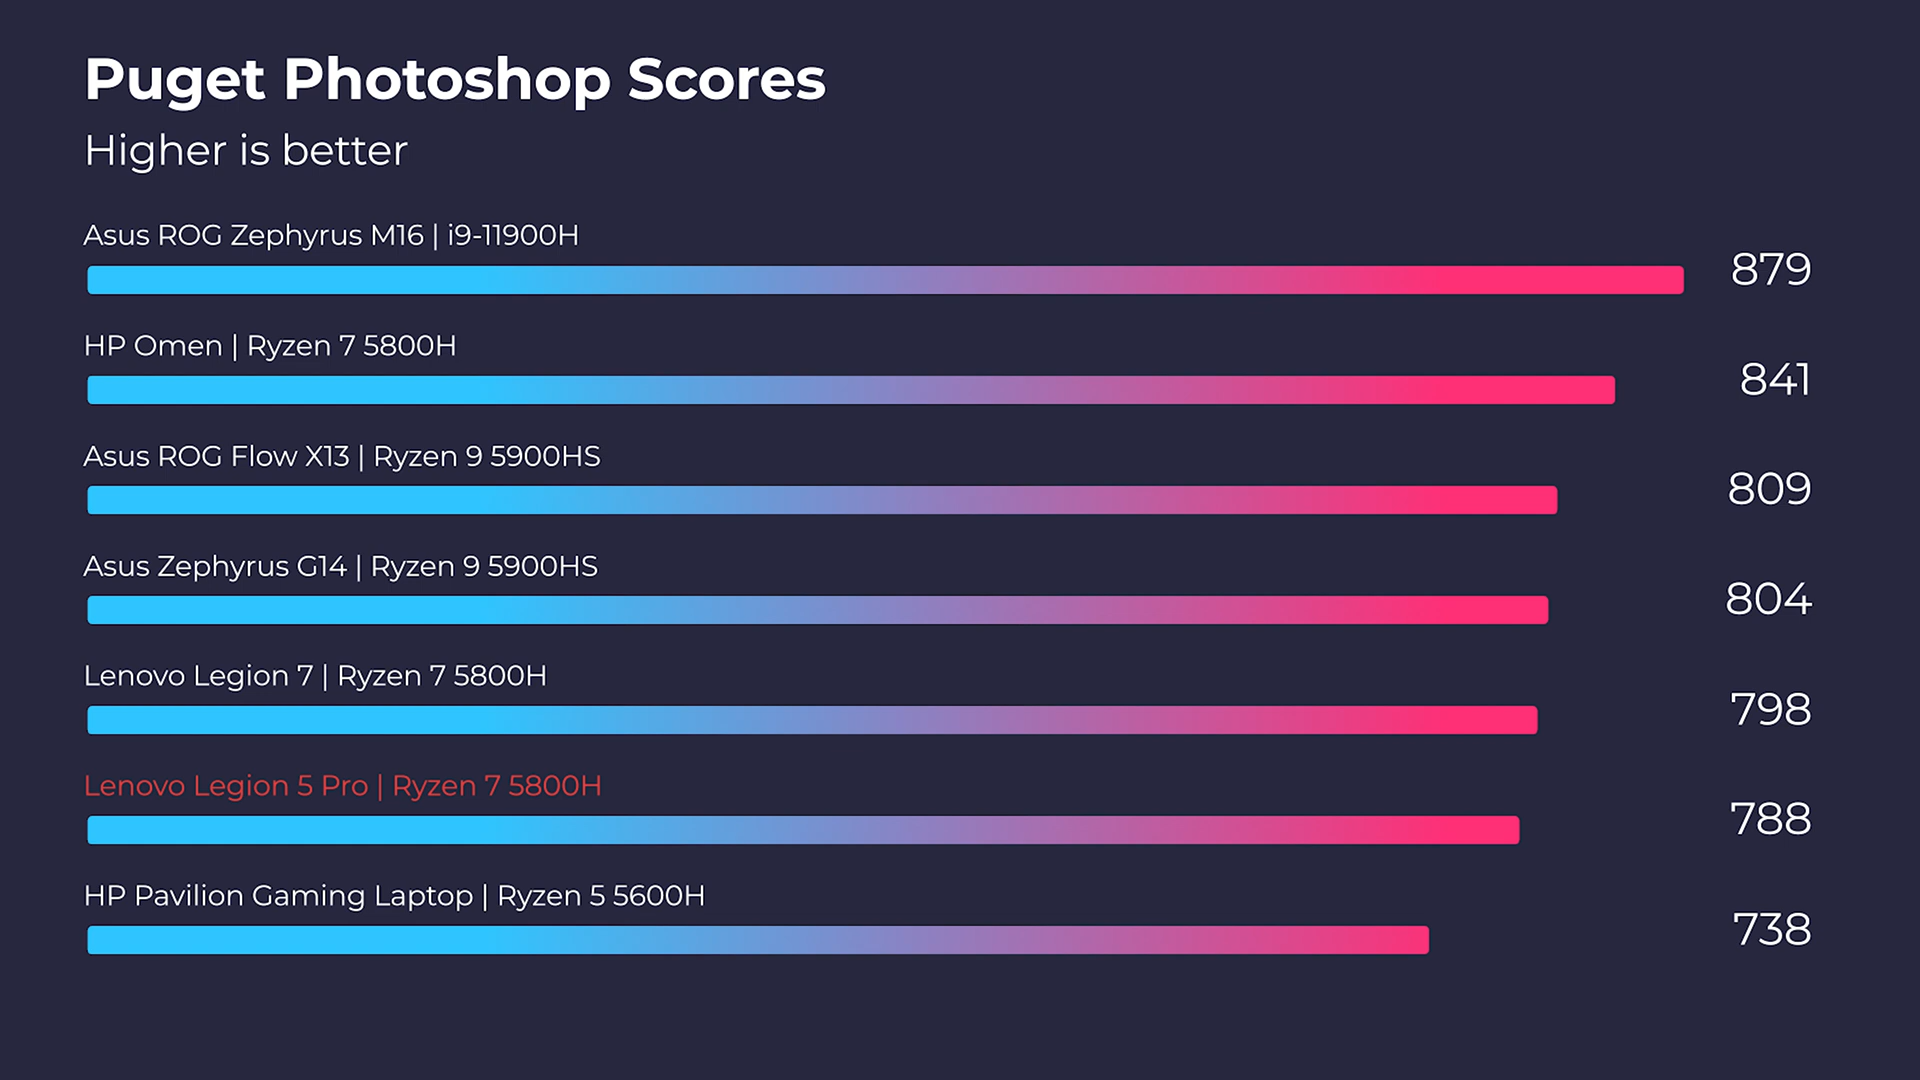 Puget Photoshop Scores
Higher is better
Asus ROG Zephyrus M16 | i9-11900H
879
HP Omen | Ryzen 7 5800H
841
Asus ROG Flow X13 | Ryzen 9 5900HS
809
Asus Zephyrus G14 | Ryzen 9 5900HS
804
Lenovo Legion 7 | Ryzen 7 5800H
798
Lenovo Legion 5 Pro | Ryzen 7 5800H
788
HP Pavilion Gaming Laptop | Ryzen 5 5600H
738